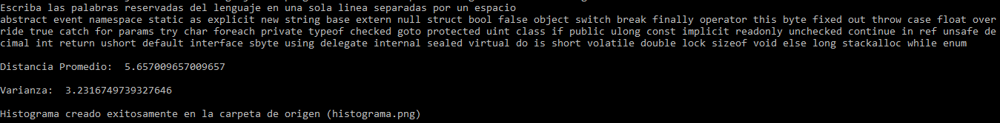 Escriba las palabras reservadas del lenguaje en una sola linea separadas por un espacio
abstract event namespace static as explicit new string base extern null struct bool false object switch break finally operator this byte fixed out throw case float over
ride true catch for params try char foreach private typeof checked goto protected uint class if public ulong const implicit readonly unchecked continue in ref unsafe de
cimal int return ushort default interface sbyte using delegate internal sealed virtual do is short volatile double lock sizeof void else long stackalloc while enum
Distancia Promedio:  5.657009657009657
Varianza:  3.2316749739327646
Histograma creado exitosamente en la carpeta de origen (histograma.png)